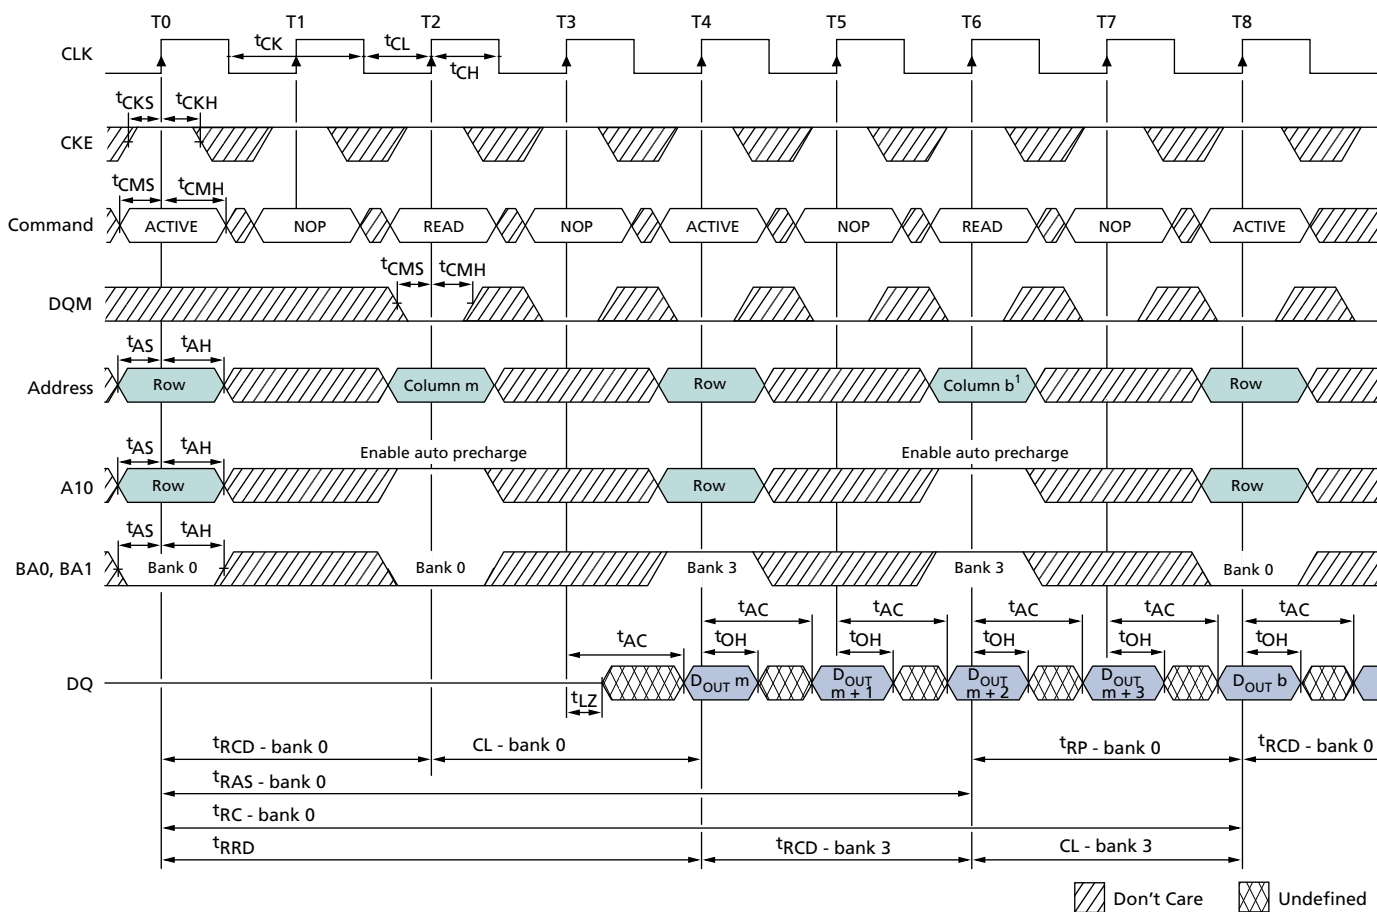 T0 T1 T2 T3 T4 T5 T6 T7 T8
CLK tCK tCL tCH
tCKS tCKH
CKE
tCMS tCMH
Command ACTIVE NOP READ NOP ACTIVE NOP READ NOP ACTIVE
tCMS tCMH
DQM
tAS tAH
Address Row Column m Row Column b1 Row
tAS tAH Enable auto precharge Enable auto precharge
A10 Row Row Row
tAS tAH
BA0, BA1 Bank 0 Bank 0 Bank 3 Bank 3 Bank 0
tAC tAC tAC tAC tAC
tAC tOH tOH tOH tOH tOH
DQ DOUT m DOUT m + 1 DOUT m + 2 DOUT m + 3 DOUT b
tLZ
tRCD - bank 0 CL - bank 0 tRP - bank 0 tRCD - bank 0
tRAS - bank 0
tRC - bank 0
tRRD tRCD - bank 3 CL - bank 3
Don't Care Undefined